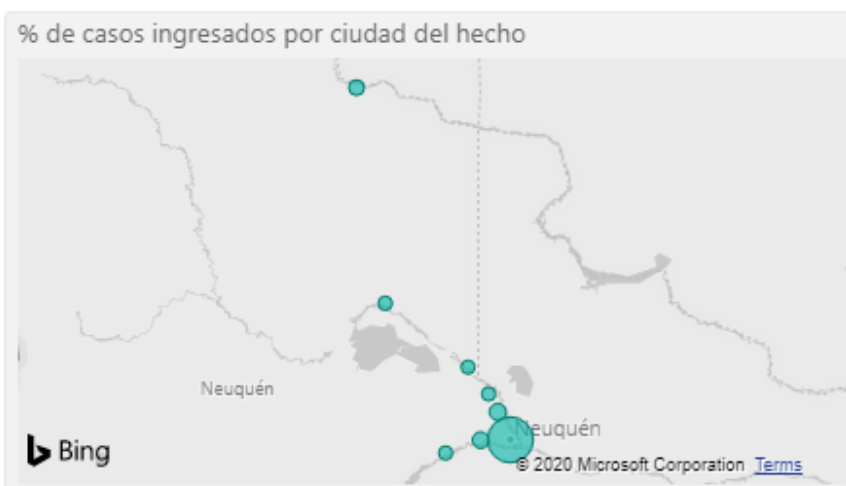 % de casos ingresados por ciudad del hecho
Neuquén
Neuquén
Bing
© 2020 Microsoft Corporation Terms